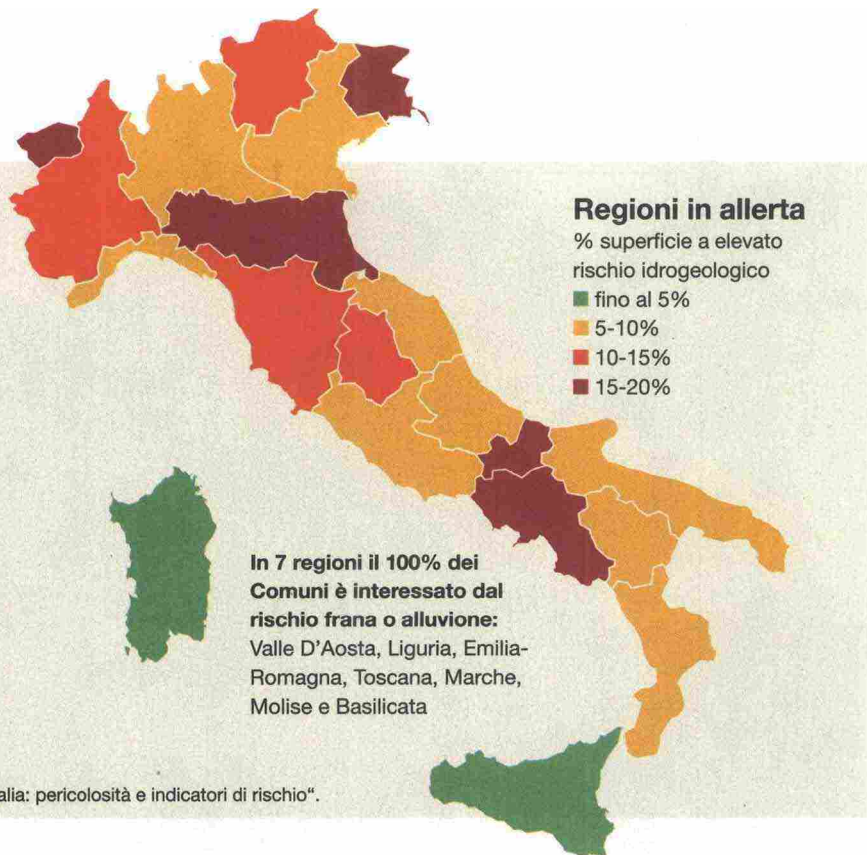 Regioni in allerta
% superficie a elevato
rischio idrogeologico
fino al 5%
5-10%
10-15%
15-20%
In 7 regioni il 100% dei
Comuni è interessato dal
rischio frana o alluvione:
Valle D'Aosta, Liguria, Emilia-
Romagna, Toscana, Marche,
Molise e Basilicata
alia: pericolosità e indicatori di rischio“.